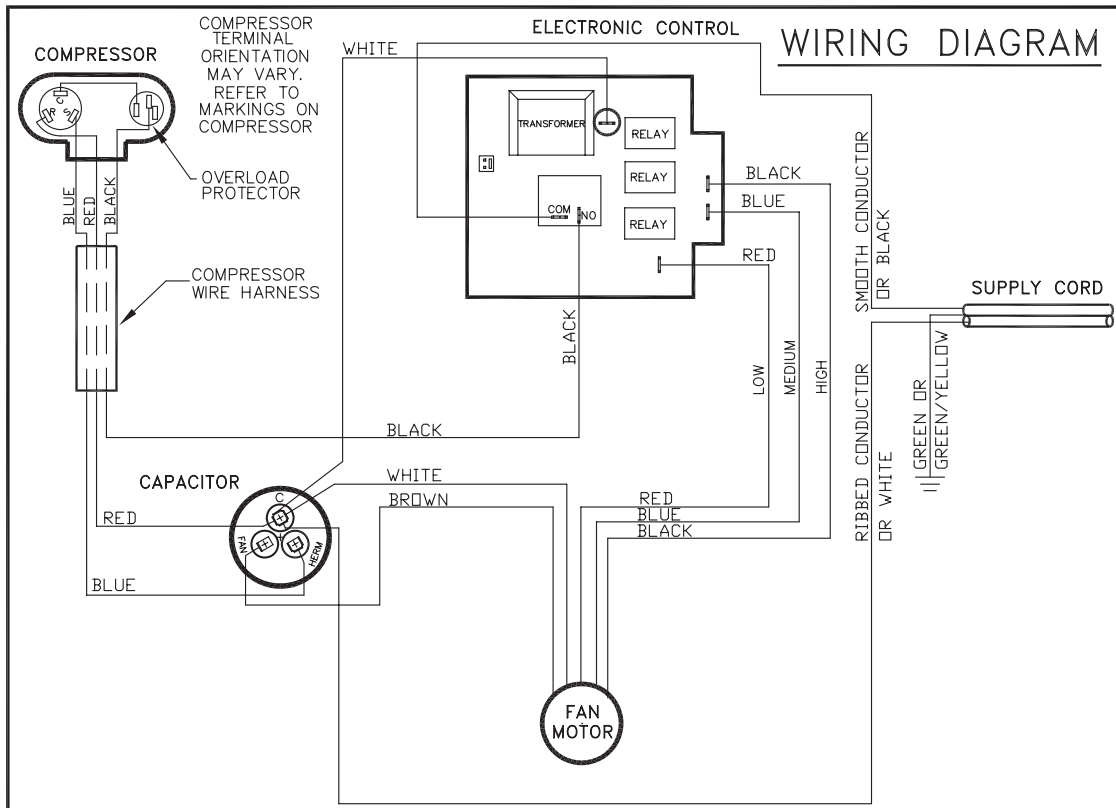 WIRING DIAGRAM
COMPRESSOR
COMPRESSOR
TERMINAL
ORIENTATION
MAY VARY.
REFER TO
MARKINGS ON
COMPRESSOR
C
R
S
OVERLOAD
PROTECTOR
BLUE
RED
BLACK
COMPRESSOR
WIRE HARNESS
WHITE
ELECTRONIC CONTROL
TRANSFORMER
RELAY
RELAY
RELAY
COM
NO
BLACK
BLUE
RED
BLACK
LOW
MEDIUM
HIGH
SMOOTH CONDUCTOR
OR BLACK
SUPPLY CORD
GREEN OR
GREEN/YELLOW
RIBBED CONDUCTOR
OR WHITE
BLACK
CAPACITOR
C
FAN
HERM
RED
BLUE
WHITE
BROWN
RED
BLUE
BLACK
FAN
MOTOR